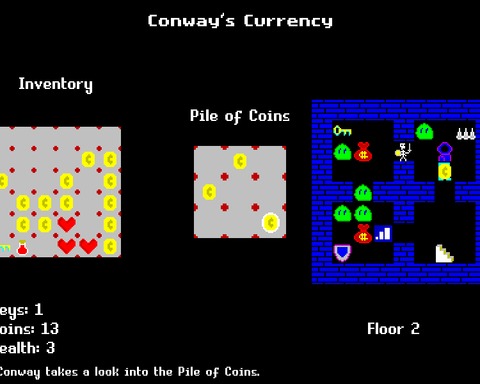 Conway's Currency
Inventory
Pile of Coins
eys: 1
oins: 13
ealth: 3
Floor 2
Conway takes a look into the Pile of Coins.